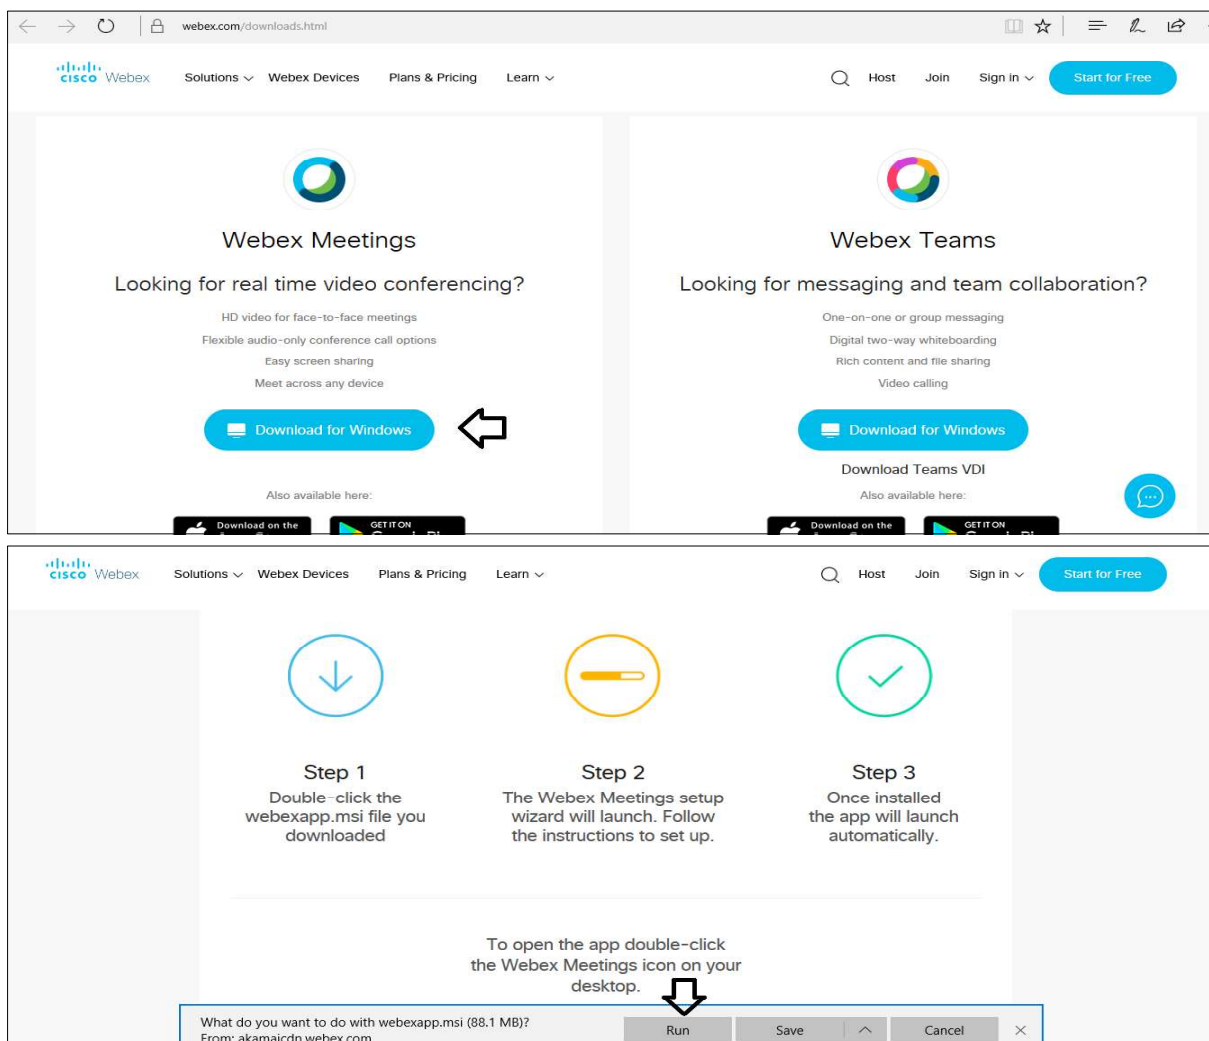 webex.com/downloads.html
CISCO Webex Solutions Webex Devices Plans & Pricing Learn Host Join Sign in Start for Free
Webex Meetings
Looking for real time video conferencing?
HD video for face-to-face meetings
Flexible audio-only conference call options
Easy screen sharing
Meet across any device
Download for Windows
Also available here:
Download on the
GET IT ON
Webex Teams
Looking for messaging and team collaboration?
One-on-one or group messaging
Digital two-way whiteboarding
Rich content and file sharing
Video calling
Download for Windows
Download Teams VDI
Also available here:
Download on the
GET IT ON
CISCO Webex Solutions Webex Devices Plans & Pricing Learn Host Join Sign in Start for Free
Step 1
Double-click the
webexapp.msi file you
downloaded
Step 2
The Webex Meetings setup
wizard will launch. Follow
the instructions to set up.
Step 3
Once installed
the app will launch
automatically.
To open the app double-click
the Webex Meetings icon on your
desktop.
What do you want to do with webexapp.msi (88.1 MB)?
From: akamaicdn.webex.com
Run Save Cancel